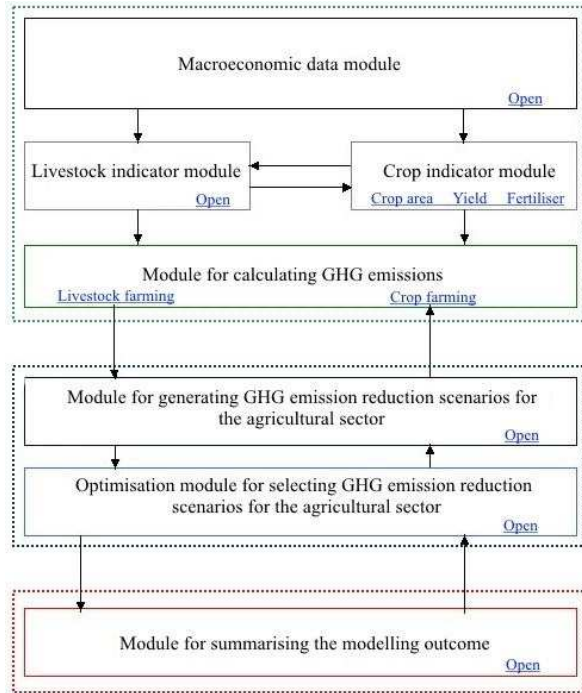 Macroeconomic data module
Open
Livestock indicator module
Open
Crop indicator module
Crop area Yield Fertiliser
Module for calculating GHG emissions
Livestock farming Crop farming
Module for generating GHG emission reduction scenarios for
the agricultural sector
Open
Optimisation module for selecting GHG emission reduction
scenarios for the agricultural sector
Open
Module for summarising the modelling outcome
Open